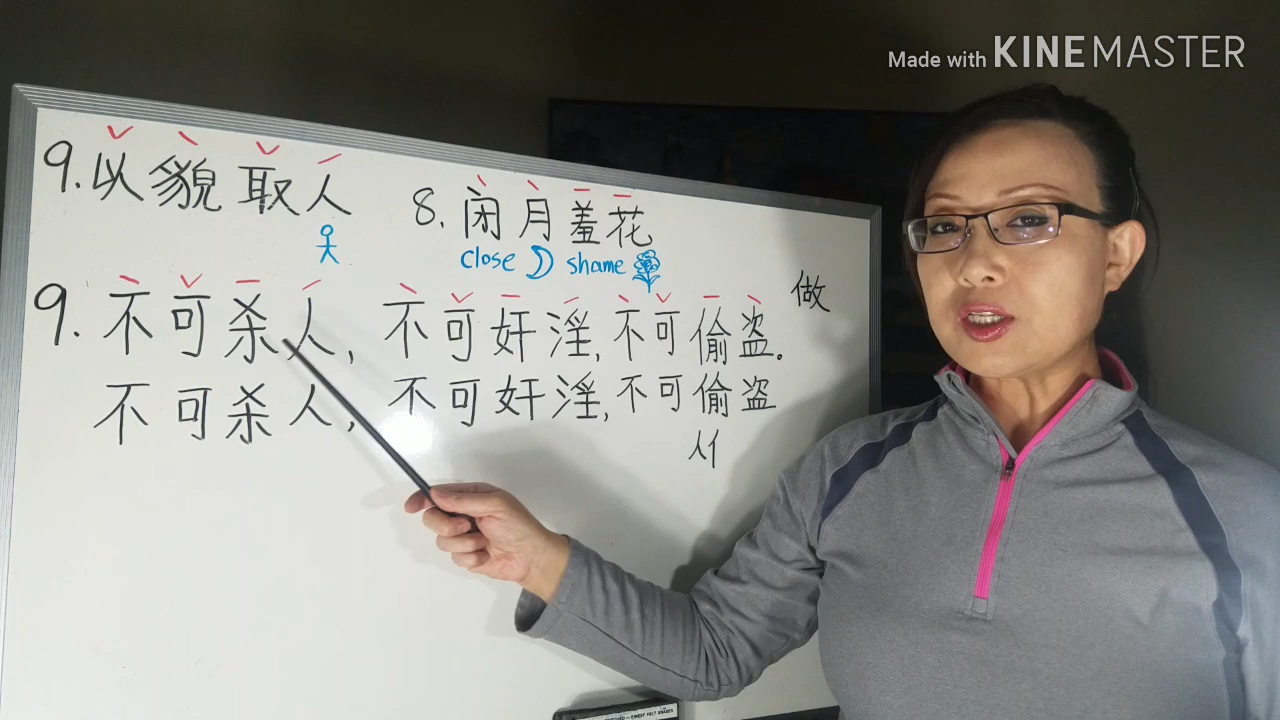 Made with KINEMASTER
9. 以貌取人
8. 闭月羞花
close shame
9. 不可杀人, 不可奸淫, 不可偷盗。
做
不可杀人, 不可奸淫, 不可偷盗
人亻